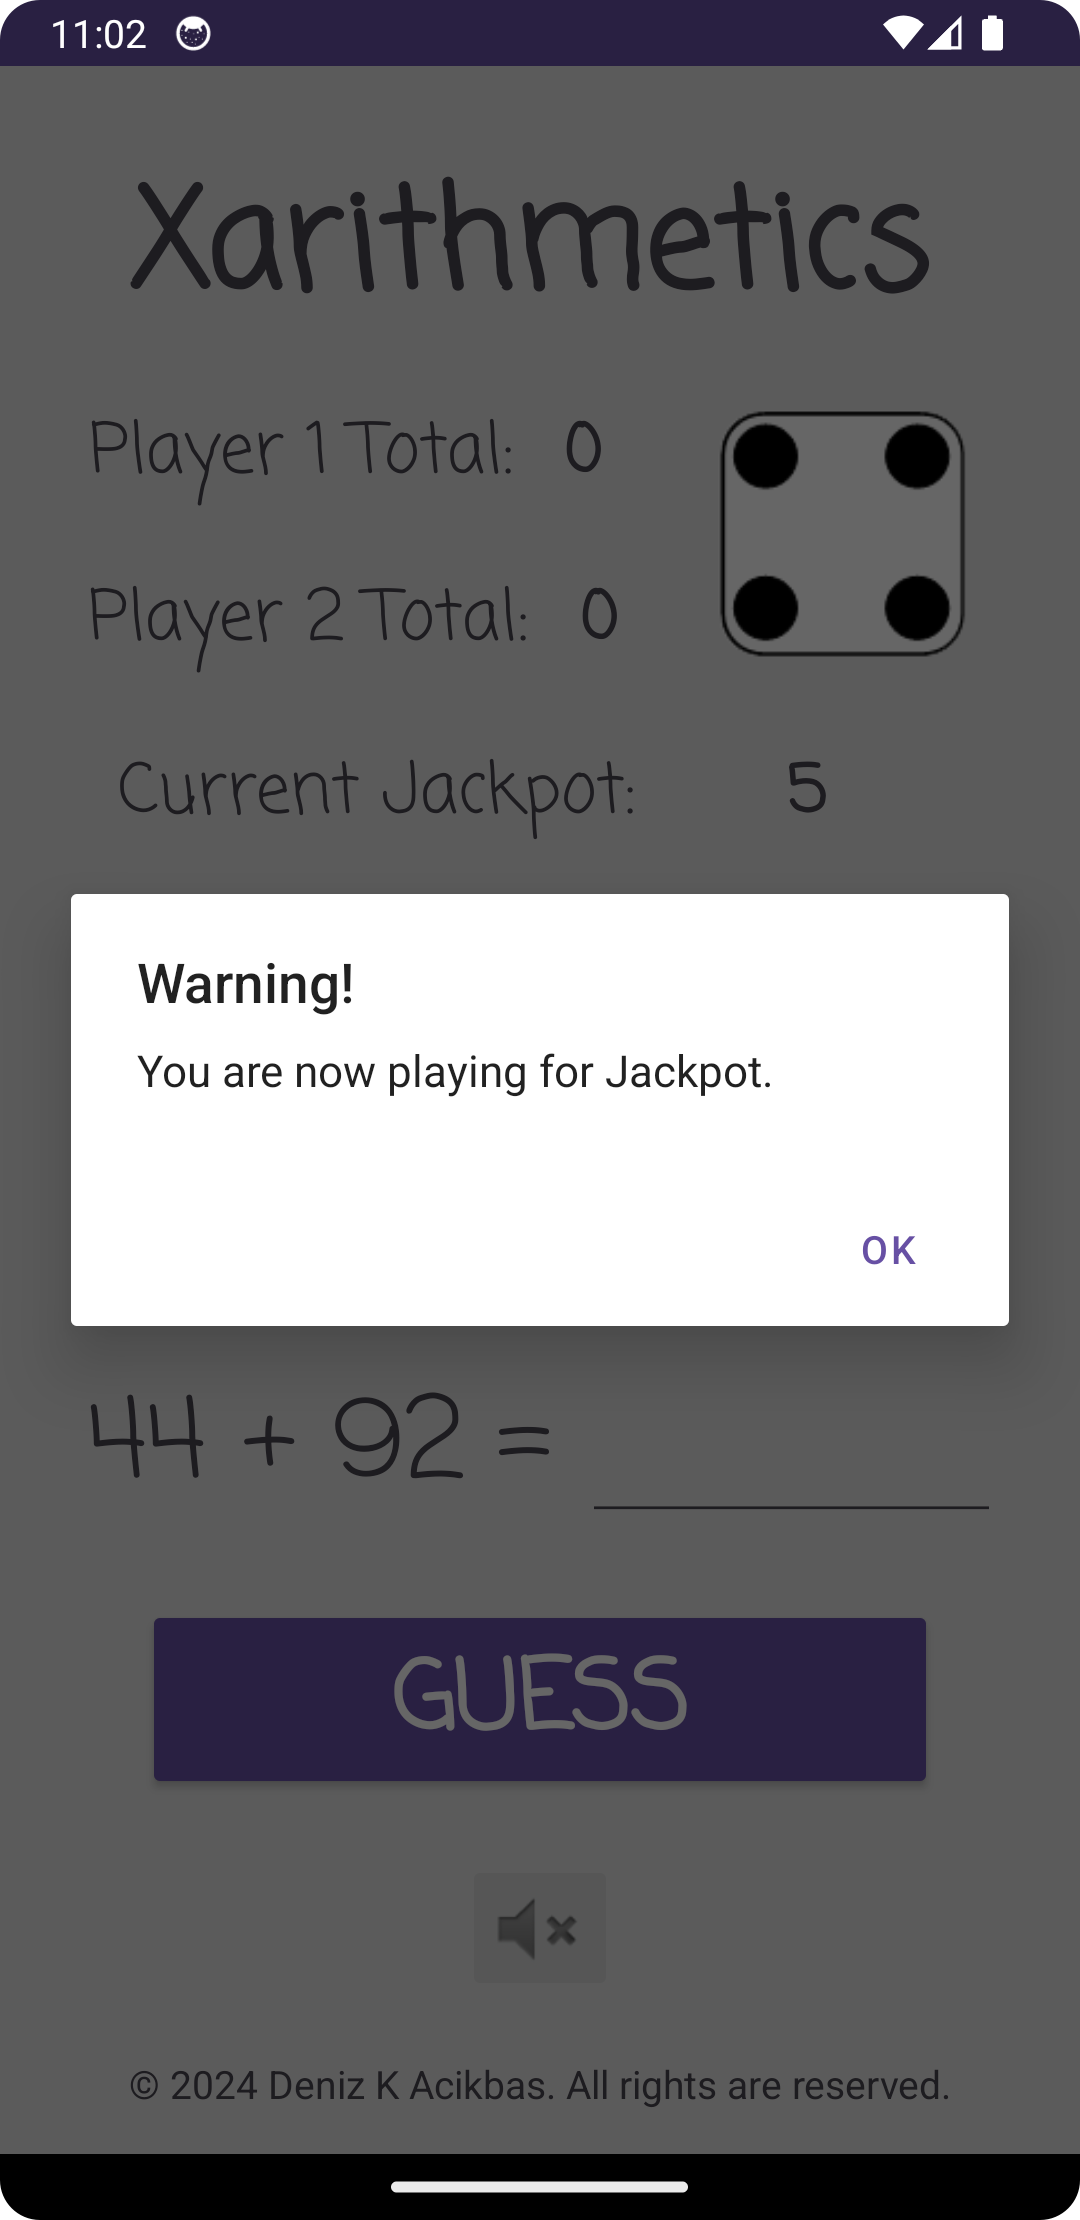 11:02
Xarithmetics
Player 1 Total: 0
Player 2 Total: 0
Current Jackpot: 5
Warning!
You are now playing for Jackpot.
OK
44 + 92 =
GUESS
© 2024 Deniz K Acikbas. All rights are reserved.